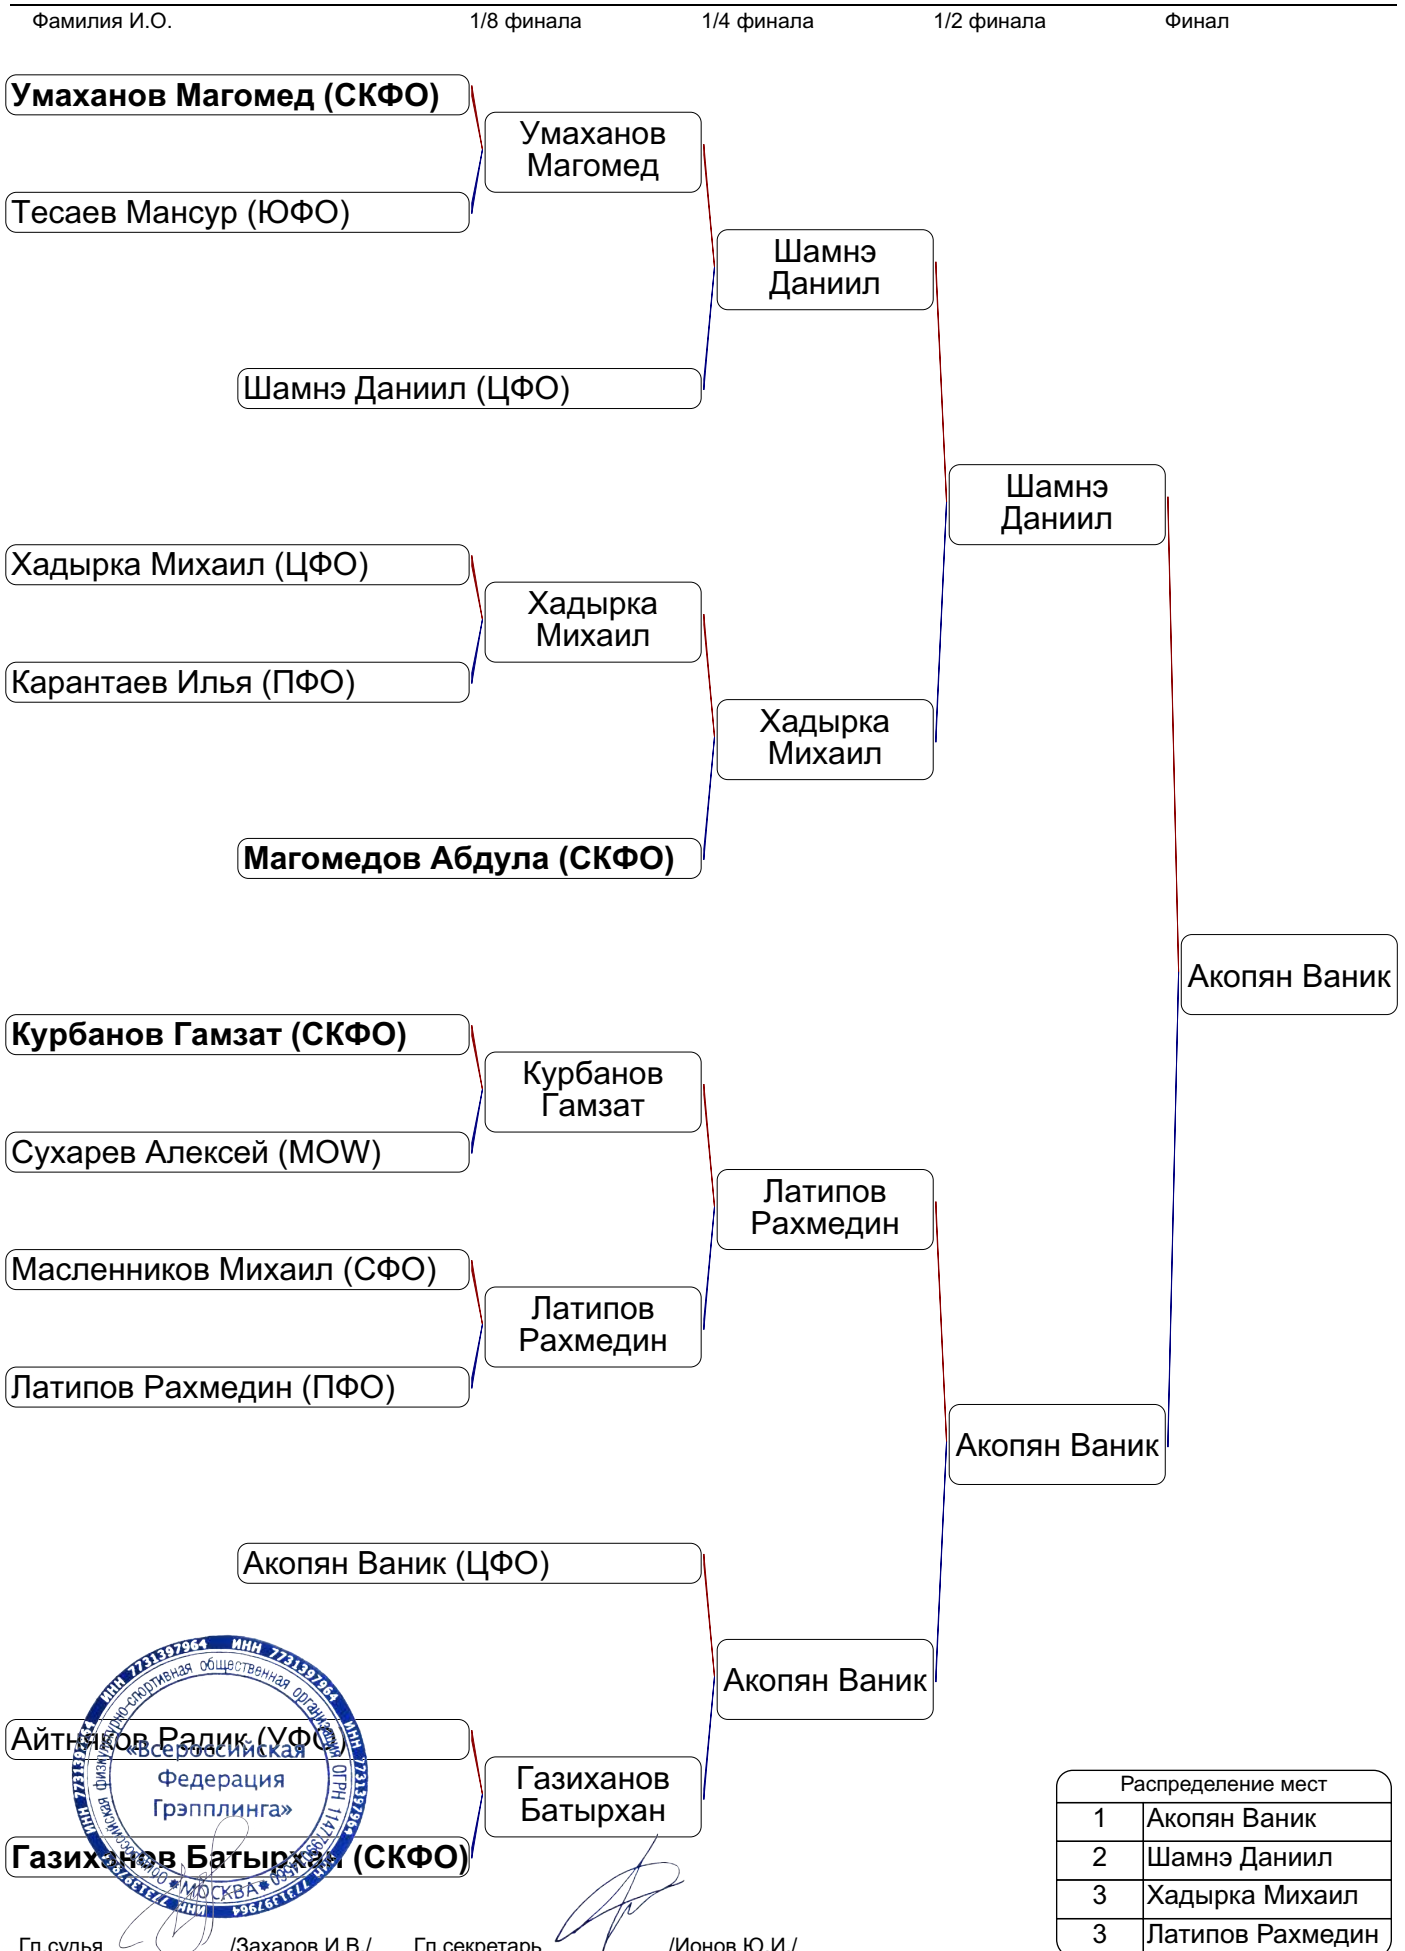 Фамилия И.О. 1/8 финала 1/4 финала 1/2 финала Финал
Умаханов Магомед (СКФО)
Умаханов
Магомед
Тесаев Мансур (ЮФО)
Шамнэ
Даниил
Шамнэ Даниил (ЦФО)
Шамнэ
Даниил
Хадырка Михаил (ЦФО)
Хадырка
Михаил
Карантаев Илья (ПФО)
Хадырка
Михаил
Магомедов Абдула (СКФО)
Акопян Ваник
Курбанов Гамзат (СКФО)
Курбанов
Гамзат
Сухарев Алексей (MOW)
Латипов
Рахмедин
Масленников Михаил (СФО)
Латипов
Рахмедин
Латипов Рахмедин (ПФО)
Акопян Ваник
Акопян Ваник (ЦФО)
Акопян Ваник
Айтняков Радик (УФО)
Газиханов
Батырхан
Газиханов Батырхан (СКФО)
«Всероссийская
Федерация
Грэпплинга»
МОСКВА
ИНН 7731397964
Распределение мест
1 Акопян Ваник
2 Шамнэ Даниил
3 Хадырка Михаил
3 Латипов Рахмедин
Гл.судья /Захаров И.В./ Гл.секретарь /Ионов Ю.И./